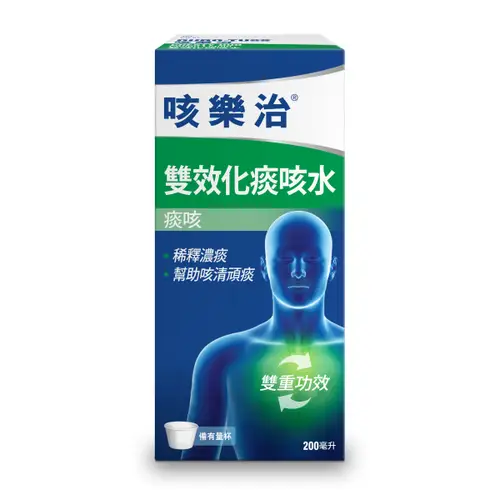 咳樂治®
雙效化痰咳水
痰咳
• 稀釋濃痰
• 幫助咳清頑痰
雙重功效
備有量杯
200毫升